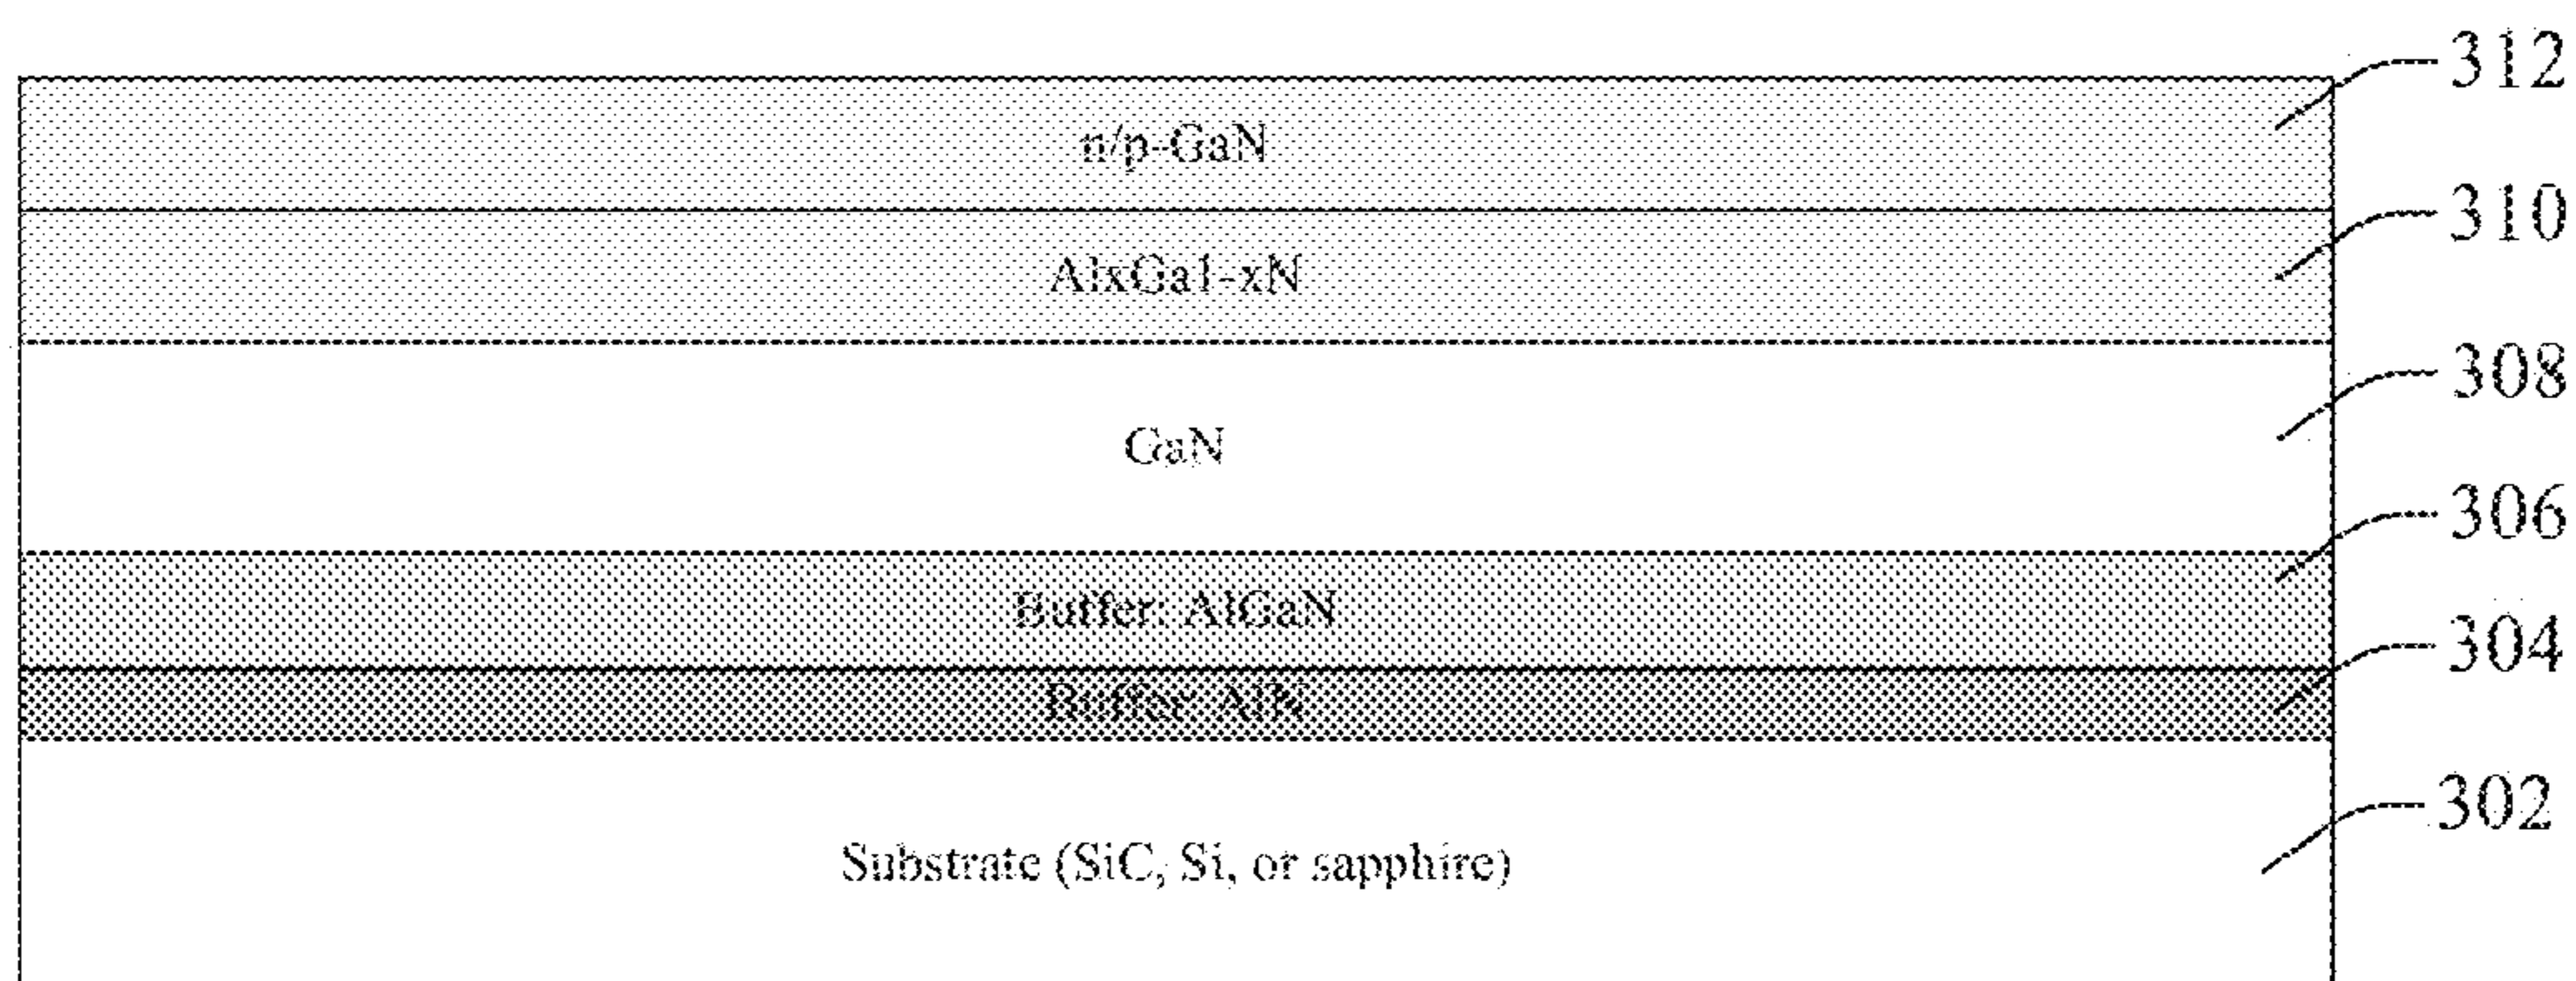 312
n/p-GaN
310
AlxGa1-xN
308
GaN
306
Buffer: AlGaN
304
Buffer: AlN
302
Substrate (SiC, Si, or sapphire)